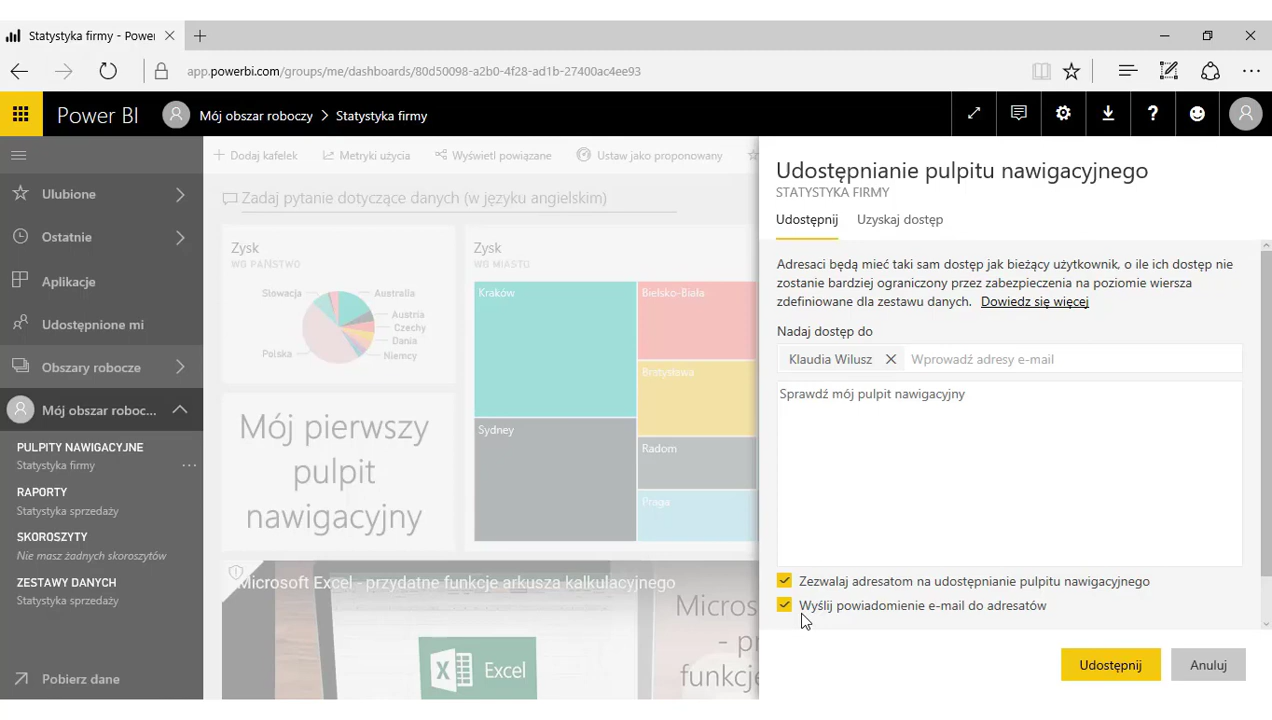 Statystyka firmy - Power
app.powerbi.com/groups/me/dashboards/80d50098-a2b0-4f28-ad1b-27400ac4ee93
Power BI
Mój obszar roboczy > Statystyka firmy
?
Ulubione
Ostatnie
Aplikacje
Udostępnione mi
Obszary robocze
Mój obszar roboc...
PULPITY NAWIGACYJNE
Statystyka firmy
...
RAPORTY
Statystyka sprzedaży
SKOROSZYTY
Nie masz żadnych skoroszytów
ZESTAWY DANYCH
Statystyka sprzedaży
Pobierz dane
Dodaj kafelek
Metryki użycia
Wyświetl powiązane
Ustaw jako proponowany
Zadaj pytanie dotyczące danych (w języku angielskim)
Zysk
WG PAŃSTWO
Słowacja
Australia
Austria
Czechy
Dania
Niemcy
Polska
Zysk
WG MIASTO
Kraków
Bielsko-Biała
Bratysława
Sydney
Radom
Praga
Mój pierwszy
pulpit
nawigacyjny
Microsoft Excel - przydatne funkcje arkusza kalkulacyjnego
Excel
Udostępnianie pulpitu nawigacyjnego
STATYSTYKA FIRMY
Udostępnij
Uzyskaj dostęp
Adresaci będą mieć taki sam dostęp jak bieżący użytkownik, o ile ich dostęp nie
zostanie bardziej ograniczony przez zabezpieczenia na poziomie wiersza
zdefiniowane dla zestawu danych. Dowiedz się więcej
Nadaj dostęp do
Klaudia Wilusz
Wprowadź adresy e-mail
Sprawdź mój pulpit nawigacyjny
Zezwalaj adresatom na udostępnianie pulpitu nawigacyjnego
Wyślij powiadomienie e-mail do adresatów
Udostępnij
Anuluj